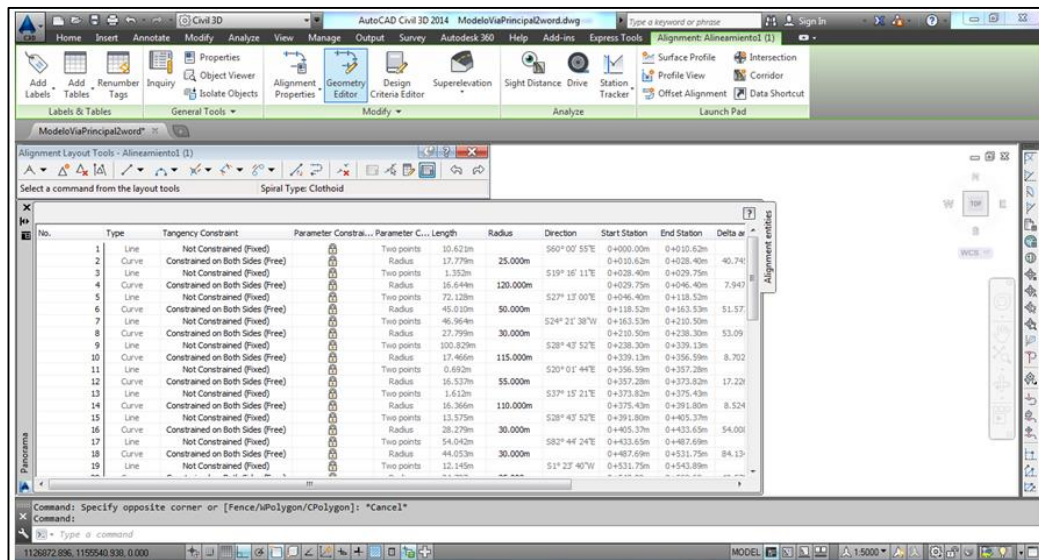 Civil 3D AutoCAD Civil 3D 2014 ModeloViaPrincipal2word.dwg Type a keyword or phrase Sign In
Home Insert Annotate Modify Analyze View Manage Output Survey Autodesk 360 Help Add-ins Express Tools Alignment: Alineamiento1 (1)
Add Labels Add Tables Renumber Tags Inquiry Properties Object Viewer Isolate Objects Alignment Properties Geometry Editor Design Criteria Editor Superelevation Sight Distance Drive Station Tracker Surface Profile Profile View Offset Alignment Intersection Corridor Data Shortcut
Labels & Tables General Tools Modify Analyze Launch Pad
ModeloViaPrincipal2word*
Alignment Layout Tools - Alineamiento1 (1)
Select a command from the layout tools Spiral Type: Clothoid
No. Type Tangency Constraint Parameter Constrai... Parameter C... Length Radius Direction Start Station End Station Delta an
1 Line Not Constrained (Fixed) Two points 10.621m S60° 00' 55"E 0+000.00m 0+010.62m
2 Curve Constrained on Both Sides (Free) Radius 17.779m 25.000m 0+010.62m 0+028.40m 40.745
3 Line Not Constrained (Fixed) Two points 1.352m S19° 16' 11"E 0+028.40m 0+029.75m
4 Curve Constrained on Both Sides (Free) Radius 16.644m 120.000m 0+029.75m 0+046.40m 7.947
5 Line Not Constrained (Fixed) Two points 72.128m S27° 13' 00"E 0+046.40m 0+118.52m
6 Curve Constrained on Both Sides (Free) Radius 45.010m 50.000m 0+118.52m 0+163.53m 51.57
7 Line Not Constrained (Fixed) Two points 46.964m S24° 21' 38"W 0+163.53m 0+210.50m
8 Curve Constrained on Both Sides (Free) Radius 27.799m 30.000m 0+210.50m 0+238.30m 53.09
9 Line Not Constrained (Fixed) Two points 100.829m S28° 43' 52"E 0+238.30m 0+339.13m
10 Curve Constrained on Both Sides (Free) Radius 17.466m 115.000m 0+339.13m 0+356.59m 8.702
11 Line Not Constrained (Fixed) Two points 0.692m S20° 01' 44"E 0+356.59m 0+357.28m
12 Curve Constrained on Both Sides (Free) Radius 16.537m 55.000m 0+357.28m 0+373.82m 17.22
13 Line Not Constrained (Fixed) Two points 1.612m S37° 15' 21"E 0+373.82m 0+375.43m
14 Curve Constrained on Both Sides (Free) Radius 16.366m 110.000m 0+375.43m 0+391.80m 8.524
15 Line Not Constrained (Fixed) Two points 13.575m S28° 43' 52"E 0+391.80m 0+405.37m
16 Curve Constrained on Both Sides (Free) Radius 28.279m 30.000m 0+405.37m 0+433.65m 54.00
17 Line Not Constrained (Fixed) Two points 54.042m S82° 44' 24"E 0+433.65m 0+487.69m
18 Curve Constrained on Both Sides (Free) Radius 44.053m 30.000m 0+487.69m 0+531.75m 84.13
19 Line Not Constrained (Fixed) Two points 12.145m S1° 23' 40"W 0+531.75m 0+543.89m
Alignment entities
Panorama
N
W TOP E
S
WCS
Command: Specify opposite corner or [Fence/WPolygon/CPolygon]: *Cancel*
Command:
Type a command
1126872.896, 1155540.938, 0.000 MODEL 1:5000